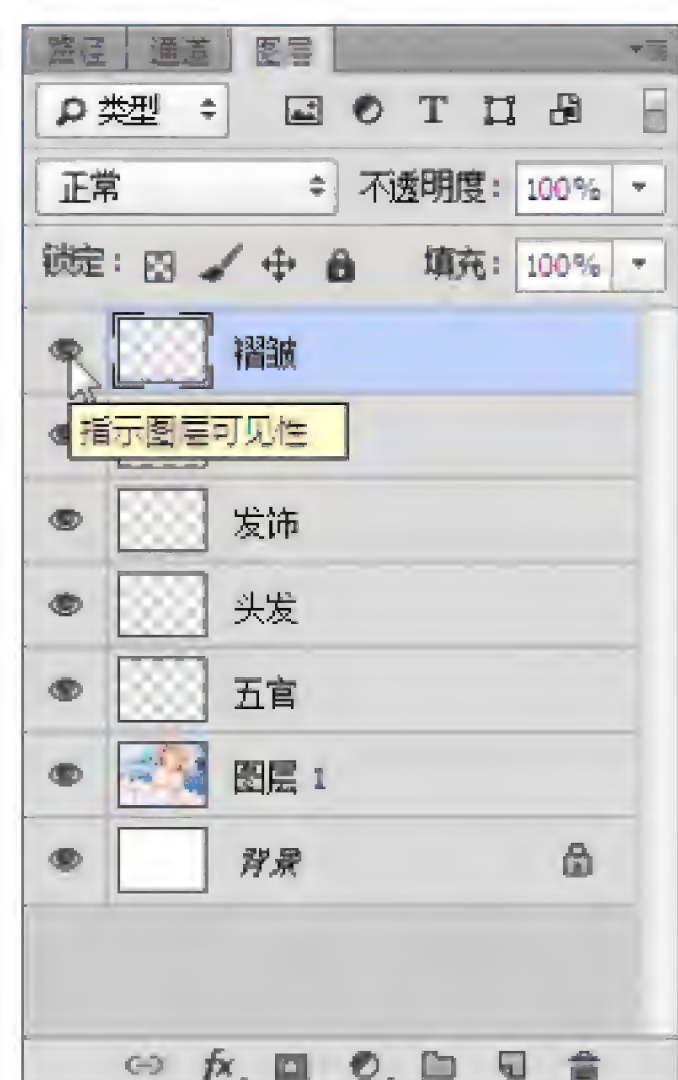 路径 通道 图层
类型 T
正常 不透明度: 100%
锁定: 填充: 100%
褶皱
指示图层可见性
发饰
头发
五官
图层 1
背景
fx.